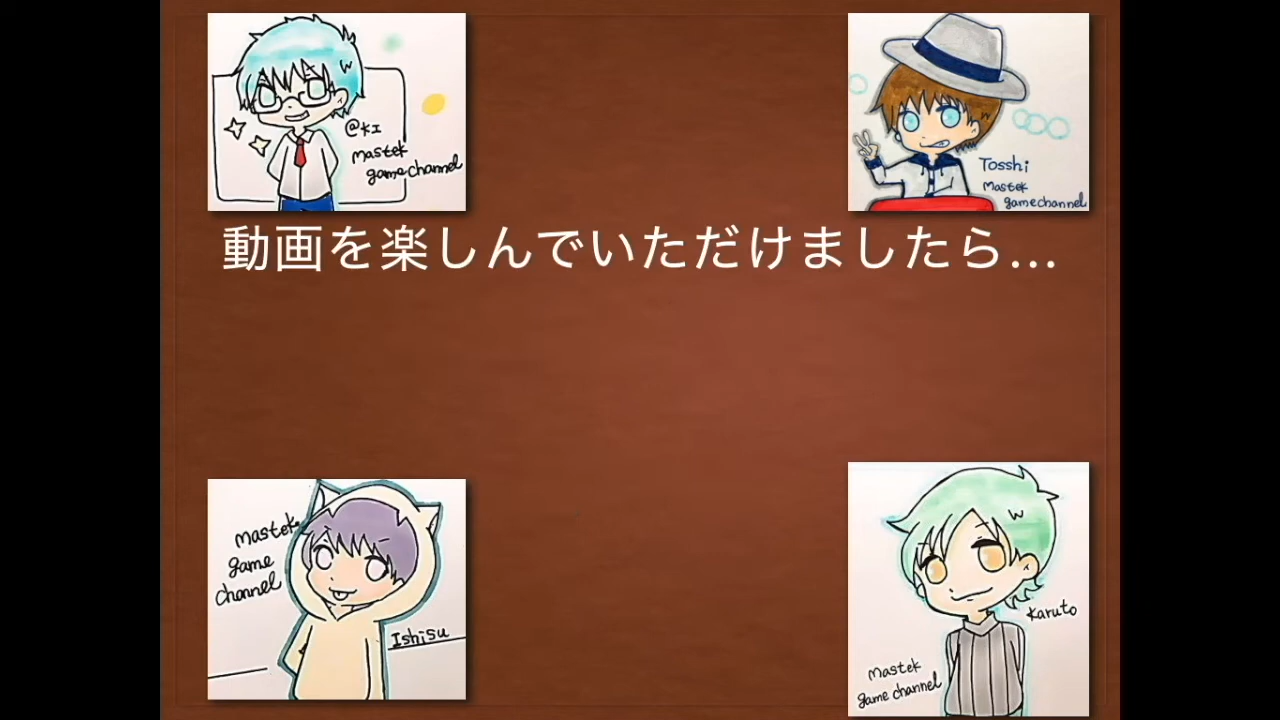 @KI
mastek
game channel
Tosshi
Mastek
gamechannel
動画を楽しんでいただけましたら...
mastek
game
channel
Ishisu
Karuto
mastek
game channel